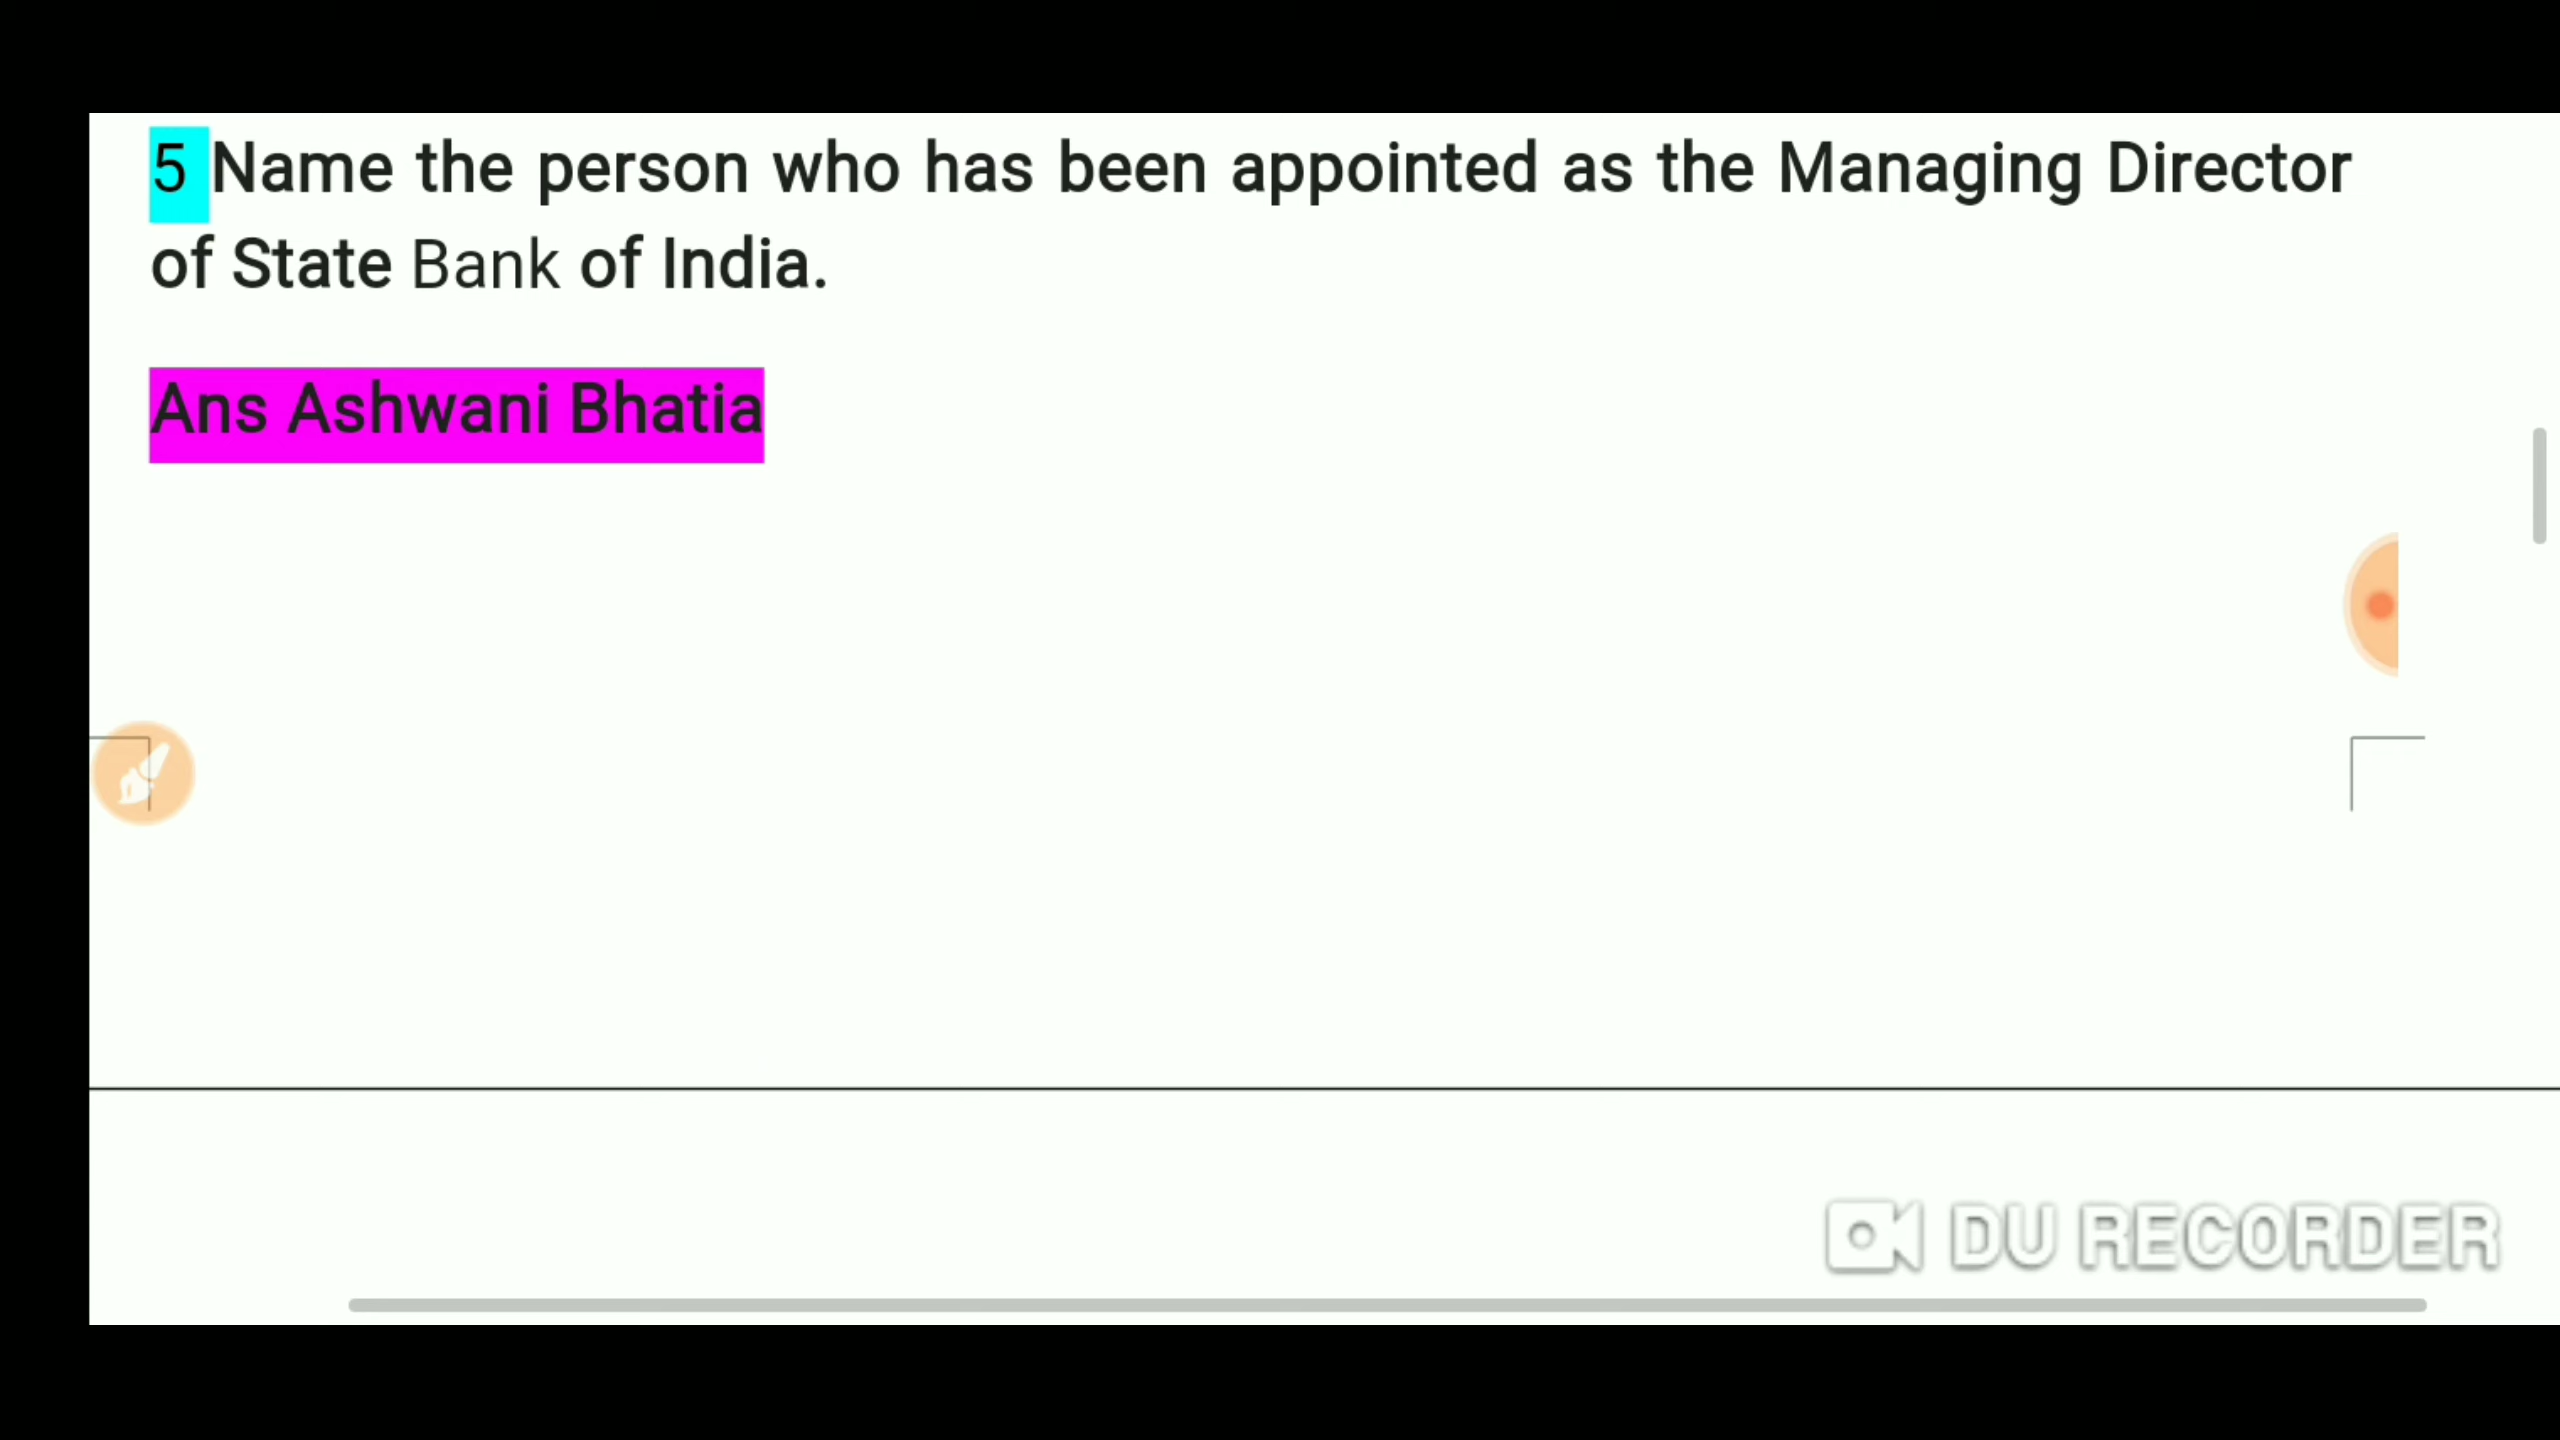 5 Name the person who has been appointed as the Managing Director
of State Bank of India.
Ans Ashwani Bhatia
DU RECORDER